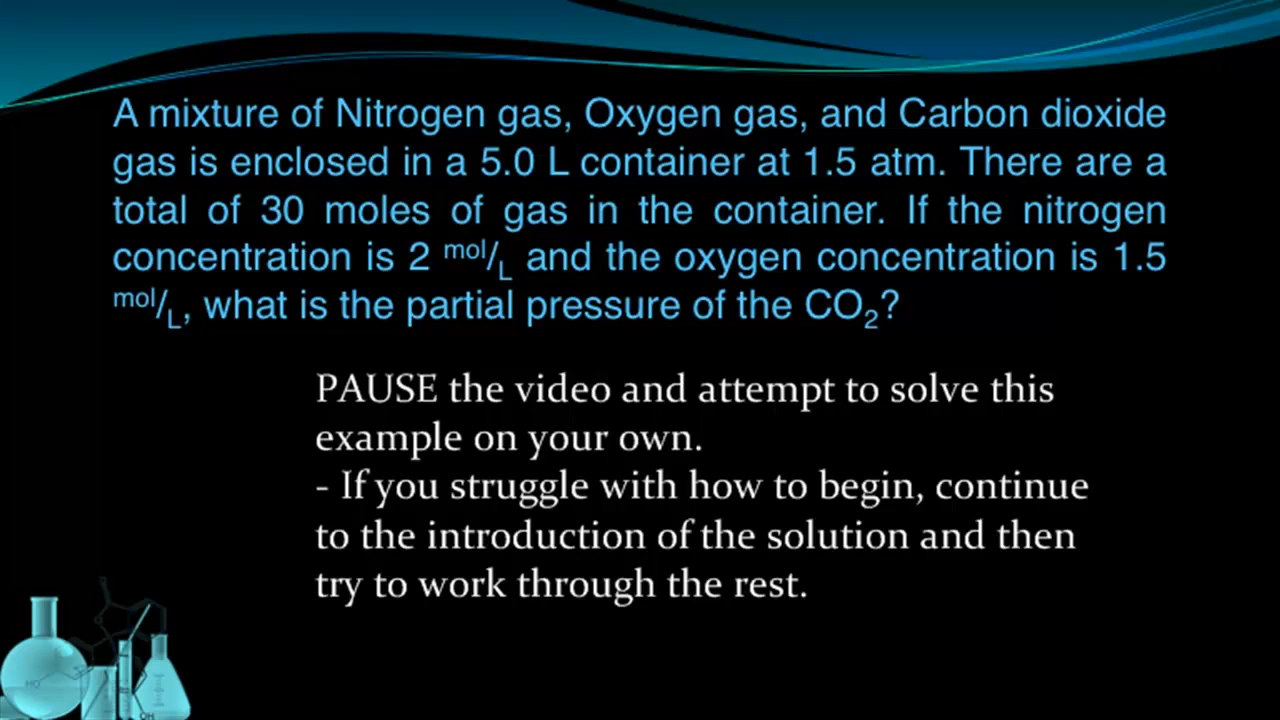 A mixture of Nitrogen gas, Oxygen gas, and Carbon dioxide
gas is enclosed in a 5.0 L container at 1.5 atm. There are a
total of 30 moles of gas in the container. If the nitrogen
concentration is 2 mol/L and the oxygen concentration is 1.5
mol/L, what is the partial pressure of the CO₂?
PAUSE the video and attempt to solve this
example on your own.
- If you struggle with how to begin, continue
to the introduction of the solution and then
try to work through the rest.
HO
OH